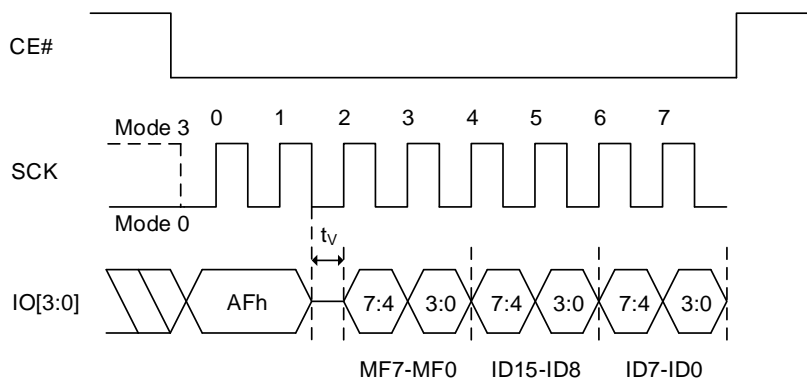 CE#
0 1 2 3 4 5 6 7
Mode 3
SCK
Mode 0
tV
IO[3:0] AFh 7:4 3:0 7:4 3:0 7:4 3:0
MF7-MF0 ID15-ID8 ID7-ID0